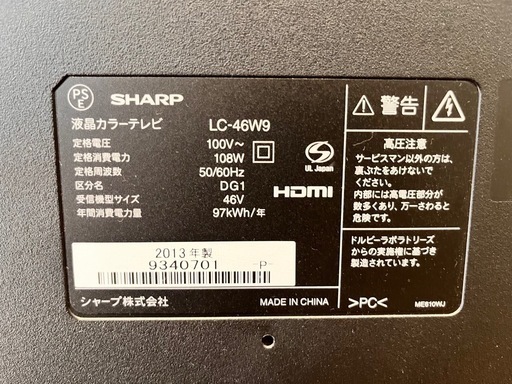 PS
E
SHARP
液晶カラーテレビ LC-46W9
定格電圧 100V～
定格消費電力 108W
定格周波数 50/60Hz
区分名 DG1
受信機型サイズ 46V
年間消費電力量 97kWh/年
UL Japan
HDMI
2013年製
9340701 -P-
シャープ株式会社
MADE IN CHINA
警告
高圧注意
サービスマン以外の方は、
裏ぶたをあけないで
ください。
内部には高電圧部分が
数多くあり、万一さわると
危険です。
ドルビーラボラトリーズ
からの実施権に基づき
製造されています。
>PC<
ME810WJ